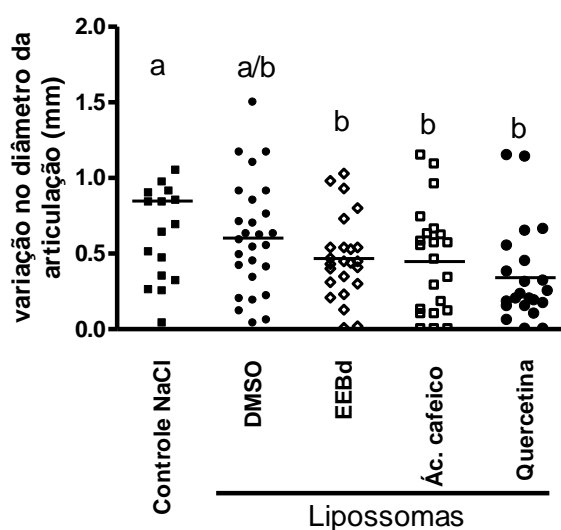 variação no diâmetro da
articulação (mm)
2.0
1.5
1.0
0.5
0.0
a
a/b
b
b
b
Controle NaCl
DMSO
EEBd
Ác. cafeico
Quercetina
Lipossomas